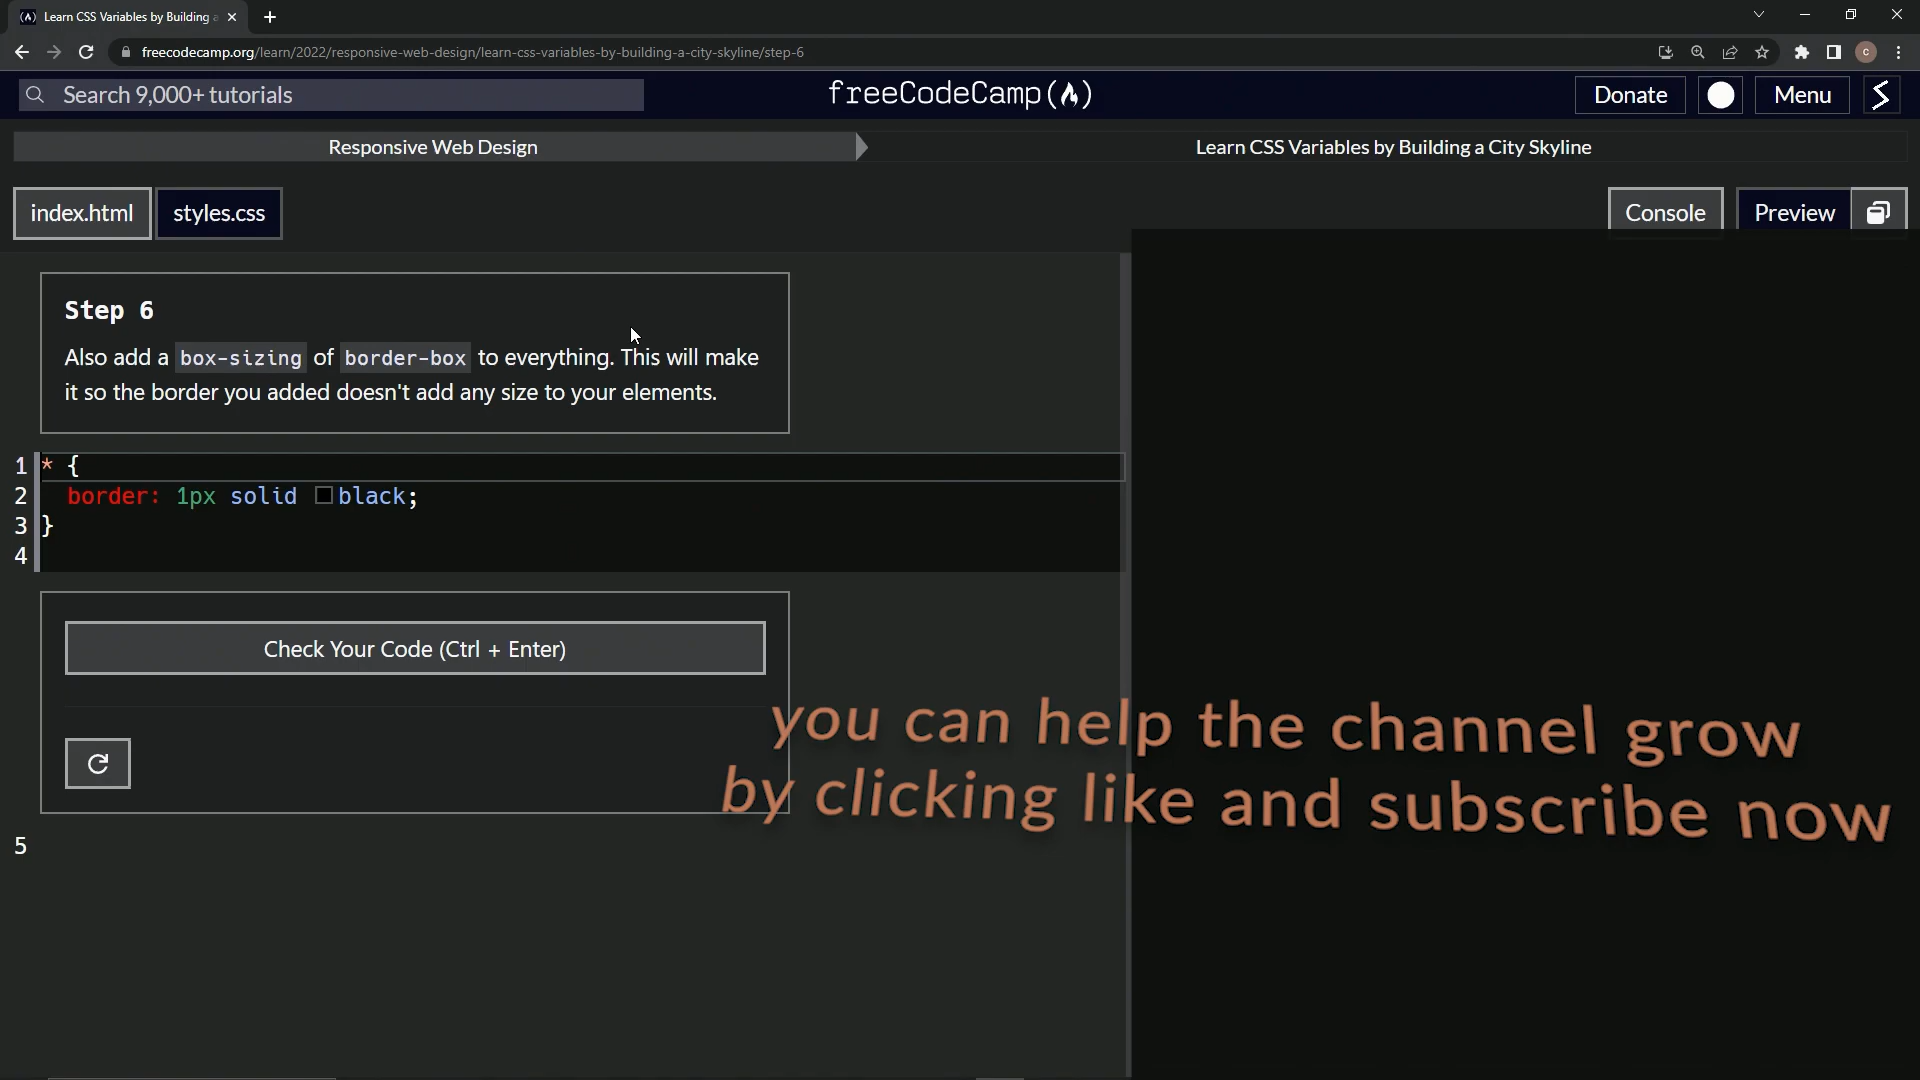 Learn CSS Variables by Building a
freecodecamp.org/learn/2022/responsive-web-design/learn-css-variables-by-building-a-city-skyline/step-6
C
Search 9,000+ tutorials
freeCodeCamp(🔥)
Donate
Menu
Responsive Web Design
Learn CSS Variables by Building a City Skyline
index.html
styles.css
Console
Preview
Step 6
Also add a box-sizing of border-box to everything. This will make
it so the border you added doesn't add any size to your elements.
1 * {
2 border: 1px solid black;
3 }
4
Check Your Code (Ctrl + Enter)
you can help the channel grow
by clicking like and subscribe now
5